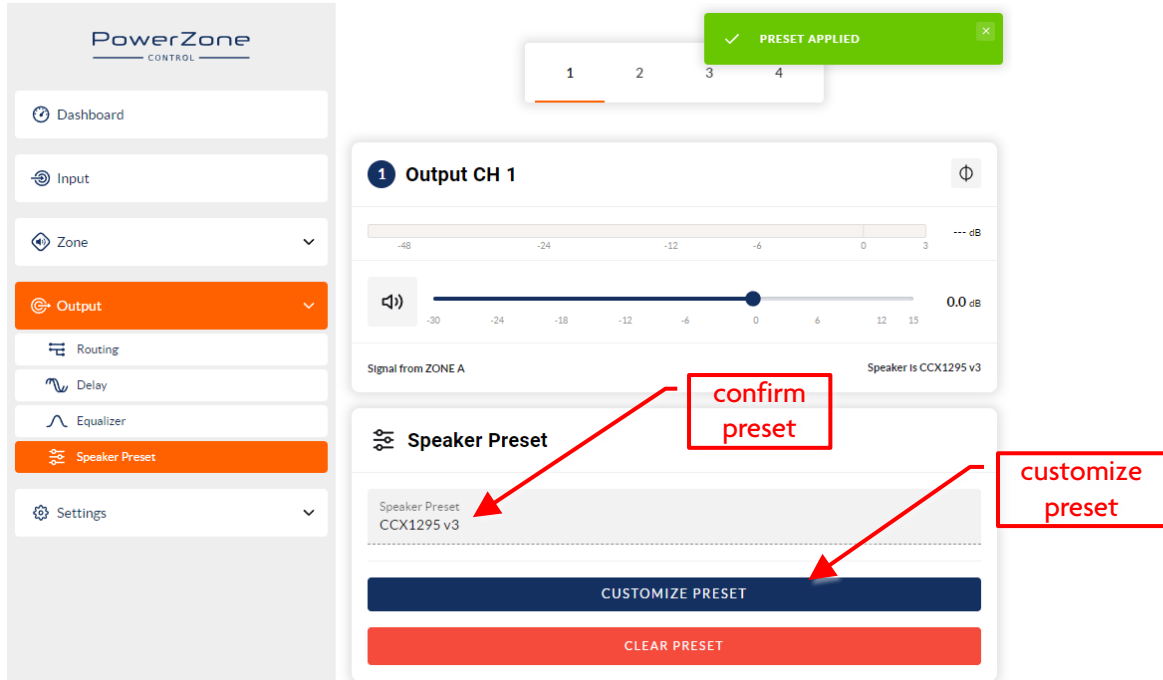 PowerZone
CONTROL
Dashboard
Input
Zone
Output
Routing
Delay
Equalizer
Speaker Preset
Settings
PRESET APPLIED
1 2 3 4
1 Output CH 1
--- dB
-48 -24 -12 -6 0 3
0.0 dB
-30 -24 -18 -12 -6 0 6 12 15
Signal from ZONE A
Speaker is CCX1295 v3
confirm
preset
Speaker Preset
customize
preset
Speaker Preset
CCX1295 v3
CUSTOMIZE PRESET
CLEAR PRESET